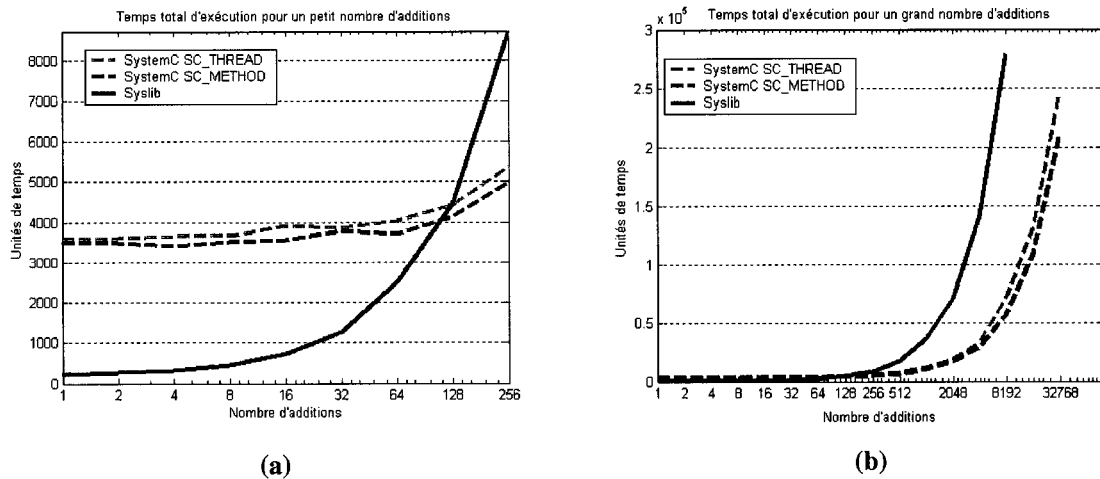 Temps total d'exécution pour un petit nombre d'additions
SystemC SC_THREAD
SystemC SC_METHOD
Syslib
8000
7000
6000
5000
4000
3000
2000
1000
0
Unités de temps
1 2 4 8 16 32 64 128 256
Nombre d'additions
(a)
Temps total d'exécution pour un grand nombre d'additions
x 10^5
SystemC SC_THREAD
SystemC SC_METHOD
Syslib
3
2.5
2
1.5
1
0.5
0
Unités de temps
1 2 4 8 16 32 64 128 256 512 2048 8192 32768
Nombre d'additions
(b)